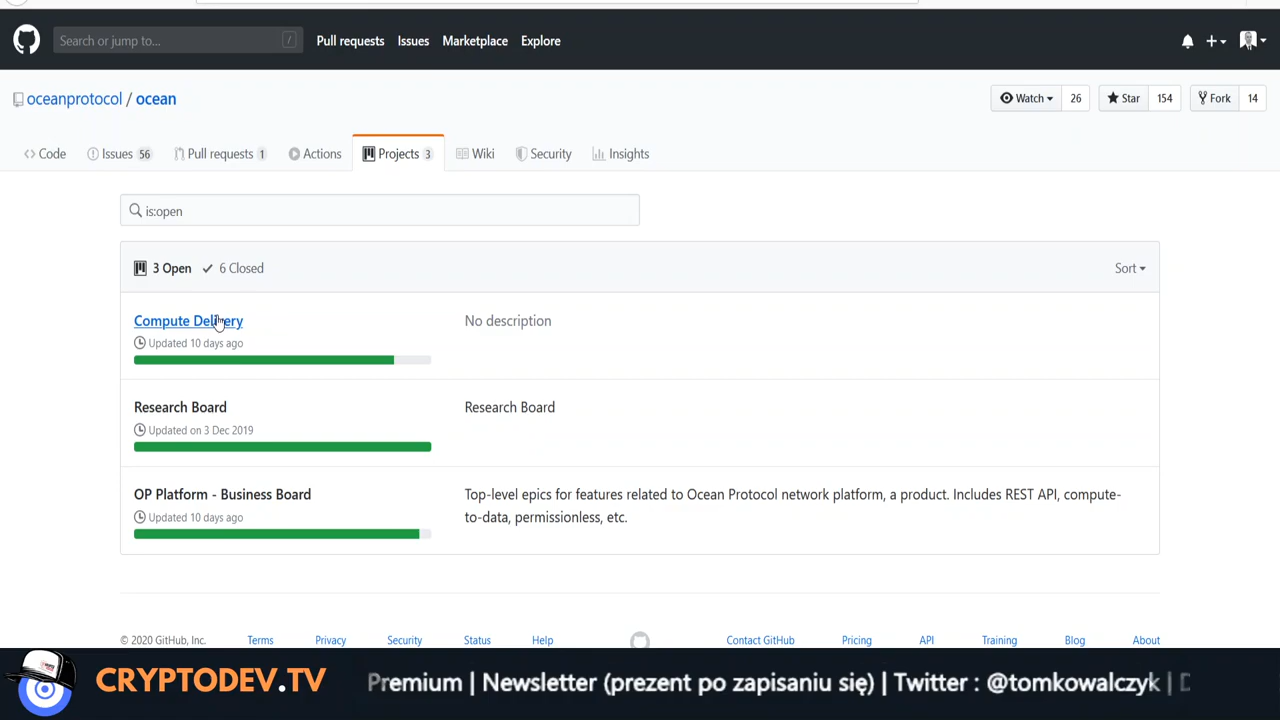 Search or jump to... / Pull requests Issues Marketplace Explore
oceanprotocol / ocean Watch 26 Star 154 Fork 14
Code Issues 56 Pull requests 1 Actions Projects 3 Wiki Security Insights
is:open
3 Open 6 Closed Sort
Compute Delivery No description
Updated 10 days ago
Research Board Research Board
Updated on 3 Dec 2019
OP Platform - Business Board Top-level epics for features related to Ocean Protocol network platform, a product. Includes REST API, compute-
Updated 10 days ago to-data, permissionless, etc.
© 2020 GitHub, Inc. Terms Privacy Security Status Help Contact GitHub Pricing API Training Blog About
CRYPTODEV.TV Premium | Newsletter (prezent po zapisaniu się) | Twitter : @tomkowalczyk |